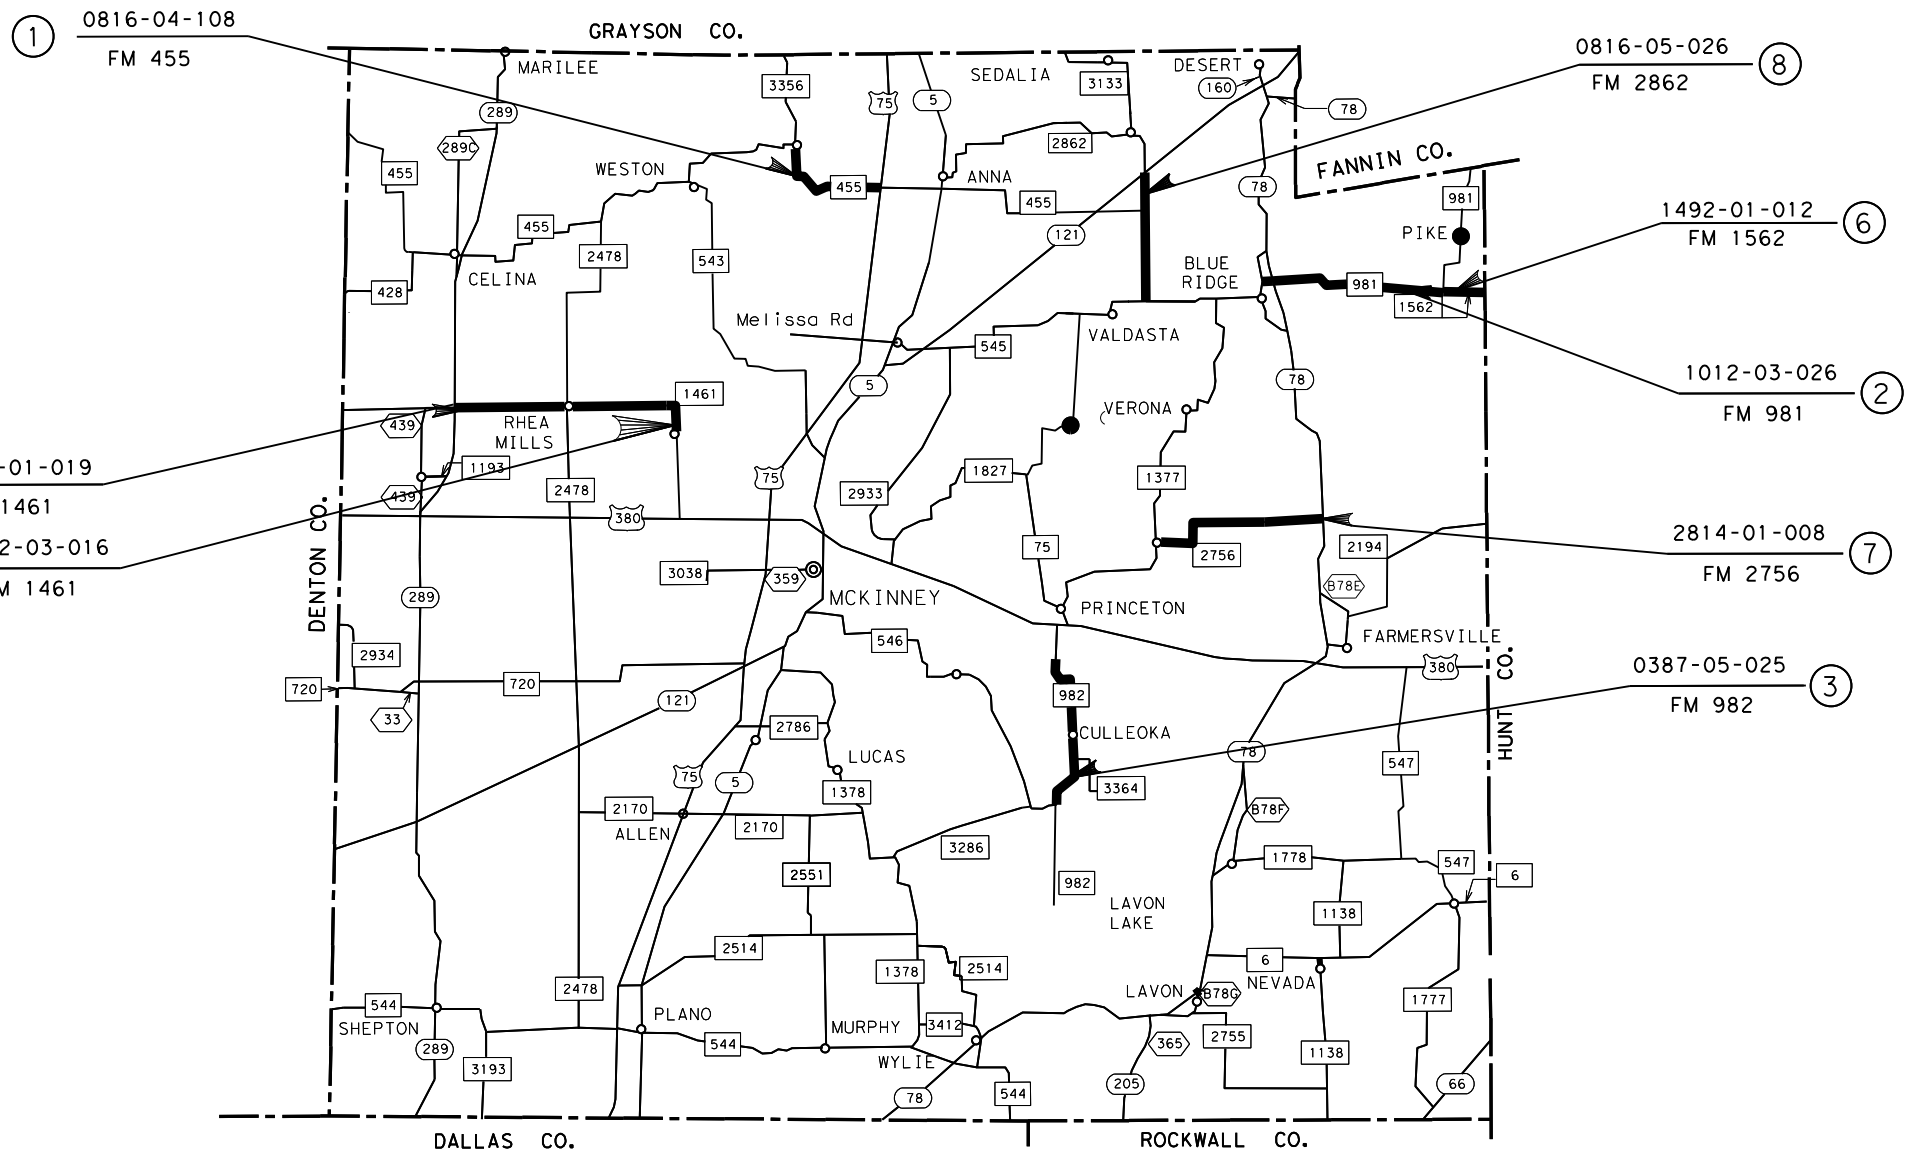 1
0816-04-108
FM 455
GRAYSON CO.
0816-05-026
FM 2862
8
MARILEE
3356
75
5
SEDALIA
3133
DESERT
160
78
289
289C
2862
FANNIN CO.
455
WESTON
455
ANNA
455
78
981
1492-01-012
FM 1562
6
455
2478
543
121
PIKE
CELINA
BLUE
RIDGE
981
428
1562
Melissa Rd
545
VALDASTA
1012-03-026
FM 981
2
5
78
1461
VERONA
439
RHEA
MILLS
-01-019
1461
1193
75
1827
1377
439
2478
2933
DENTON CO.
380
2-03-016
M 1461
75
2756
2194
2814-01-008
FM 2756
7
3038
359
B78E
289
MCKINNEY
PRINCETON
546
FARMERSVILLE
2934
380
HUNT CO.
0387-05-025
FM 982
3
720
720
982
33
121
2786
CULLEOKA
78
LUCAS
547
75
5
1378
3364
2170
ALLEN
2170
B78F
3286
1778
547
2551
982
6
LAVON
LAKE
1138
2514
2514
1378
6
NEVADA
2478
LAVON
B78G
1777
544
SHEPTON
PLANO
MURPHY
3412
544
WYLIE
365
2755
289
1138
3193
78
544
205
66
DALLAS CO.
ROCKWALL CO.